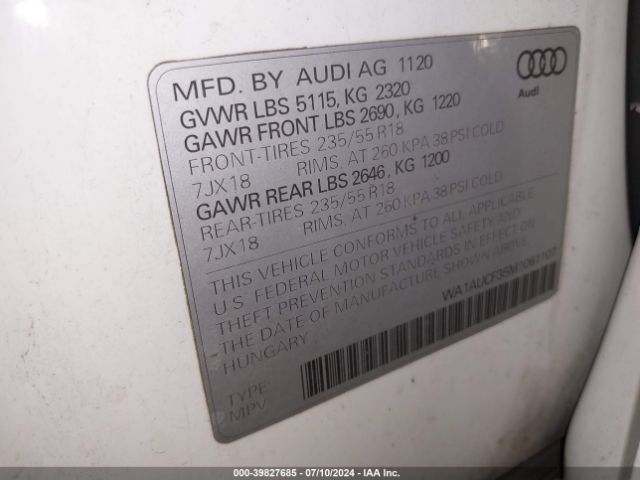 MFD. BY AUDI AG 1120
GVWR LBS 5115, KG 2320
GAWR FRONT LBS 2690, KG 1220
FRONT-TIRES 235/55 R18
7JX18 RIMS, AT 260 KPA 38 PSI COLD
GAWR REAR LBS 2646, KG 1200
REAR-TIRES 235/55 R18
7JX18 RIMS, AT 260 KPA 38 PSI COLD
THIS VEHICLE CONFORMS TO ALL APPLICABLE
U.S. FEDERAL MOTOR VEHICLE SAFETY AND
THEFT PREVENTION STANDARDS IN EFFECT ON
THE DATE OF MANUFACTURE SHOWN ABOVE.
HUNGARY
WA1AUCF35M1061107
TYPE
MPV
Audi
000-39827685 - 07/10/2024 - IAA Inc.